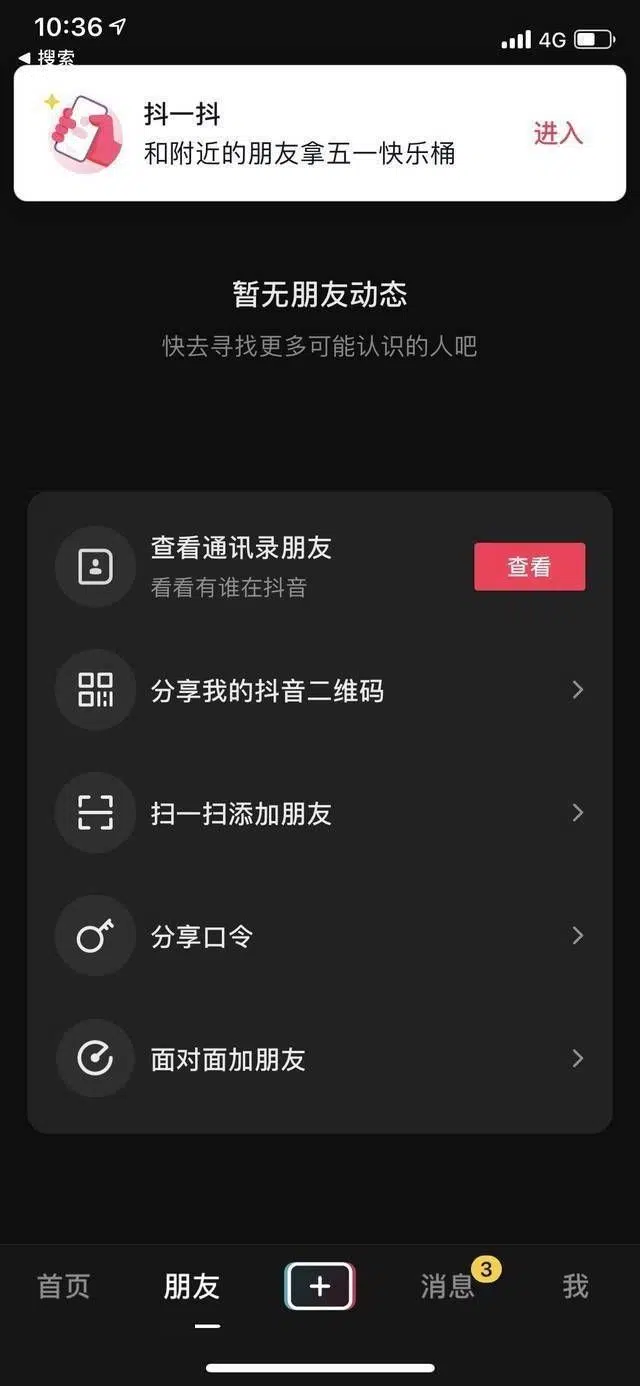 10:36
4G
搜索
抖一抖
和附近的朋友拿五一快乐桶
进入
暂无朋友动态
快去寻找更多可能认识的人吧
查看通讯录朋友
看看有谁在抖音
查看
分享我的抖音二维码
扫一扫添加朋友
分享口令
面对面加朋友
首页
朋友
消息
3
我